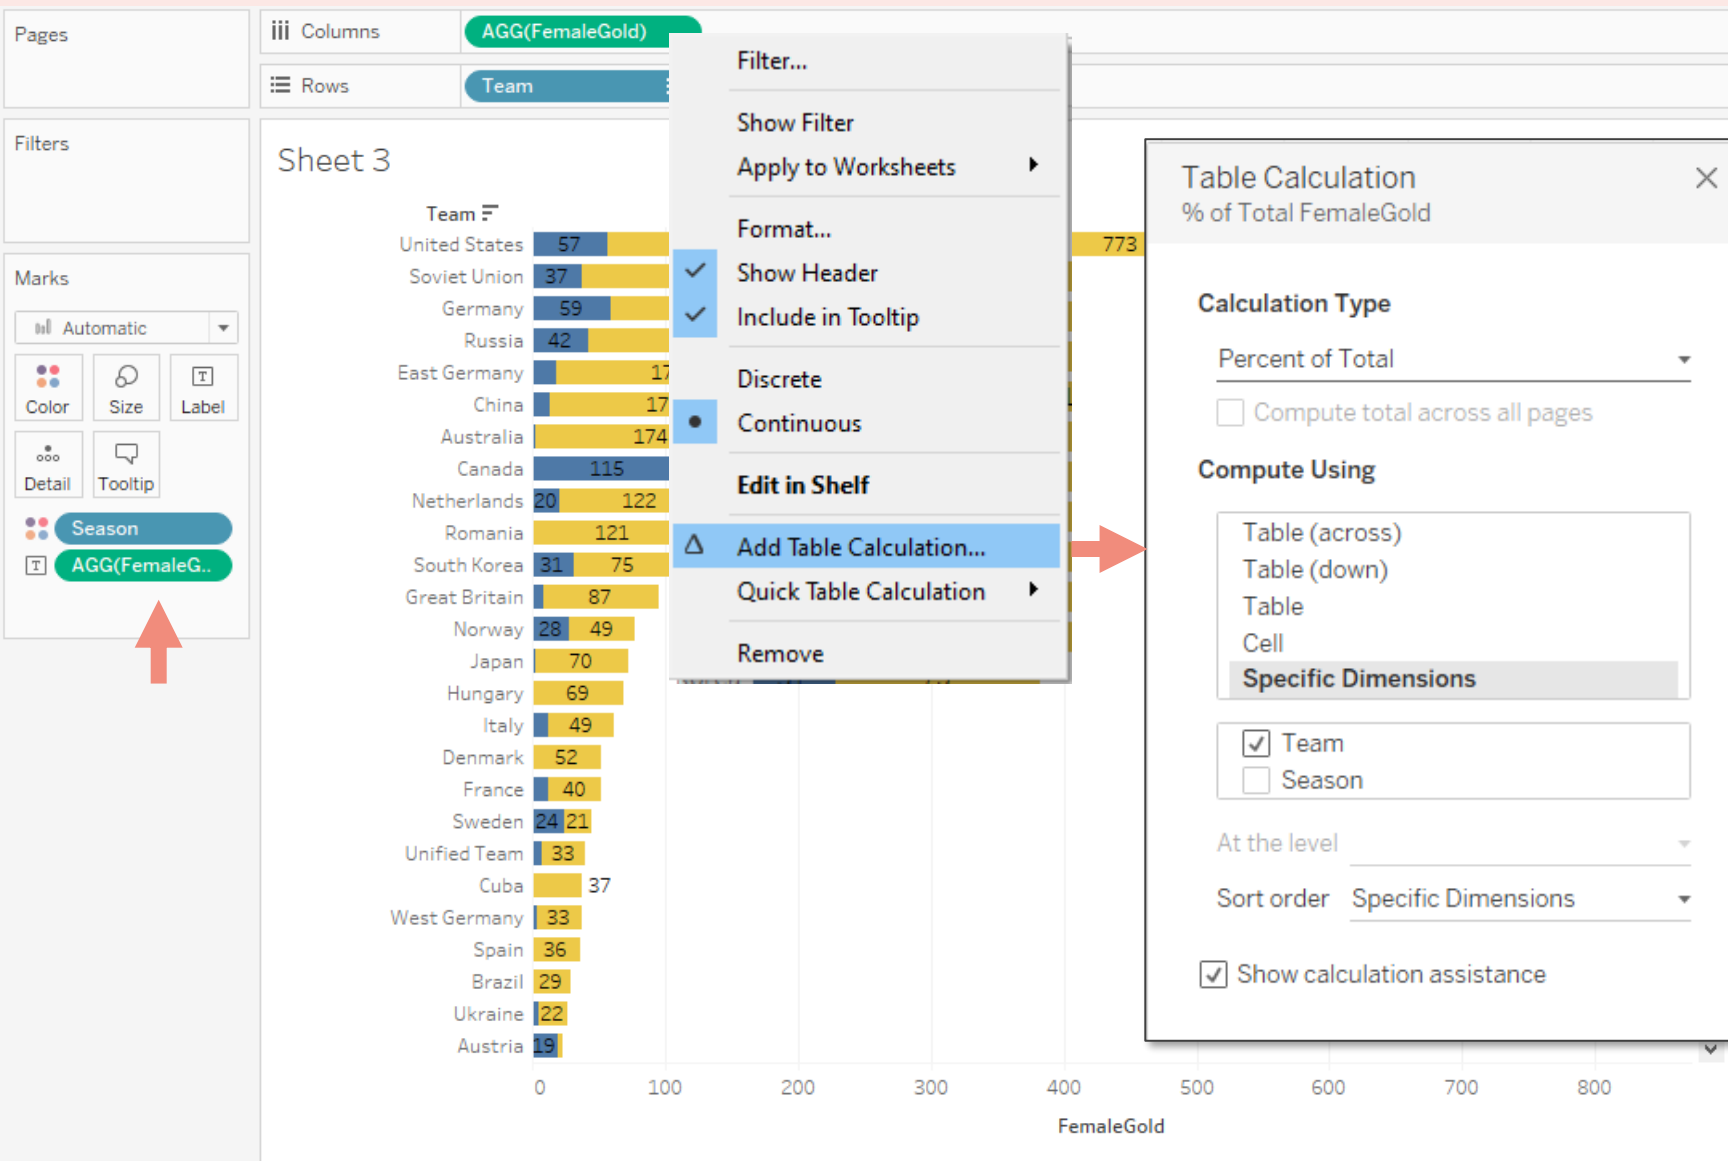 Pages
Columns
AGG(FemaleGold)
Rows
Team
Filters
Marks
Automatic
Color
Size
Label
Detail
Tooltip
Season
AGG(FemaleG..
Sheet 3
Team
United States 57 773
Soviet Union 37
Germany 59
Russia 42
East Germany 17
China 17
Australia 174
Canada 115
Netherlands 20 122
Romania 121
South Korea 31 75
Great Britain 87
Norway 28 49
Japan 70
Hungary 69
Italy 49
Denmark 52
France 40
Sweden 24 21
Unified Team 33
Cuba 37
West Germany 33
Spain 36
Brazil 29
Ukraine 22
Austria 19
0 100 200 300 400 500 600 700 800
FemaleGold
Filter...
Show Filter
Apply to Worksheets
Format...
Show Header
Include in Tooltip
Discrete
Continuous
Edit in Shelf
Add Table Calculation...
Quick Table Calculation
Remove
Table Calculation
% of Total FemaleGold
Calculation Type
Percent of Total
Compute total across all pages
Compute Using
Table (across)
Table (down)
Table
Cell
Specific Dimensions
Team
Season
At the level
Sort order Specific Dimensions
Show calculation assistance